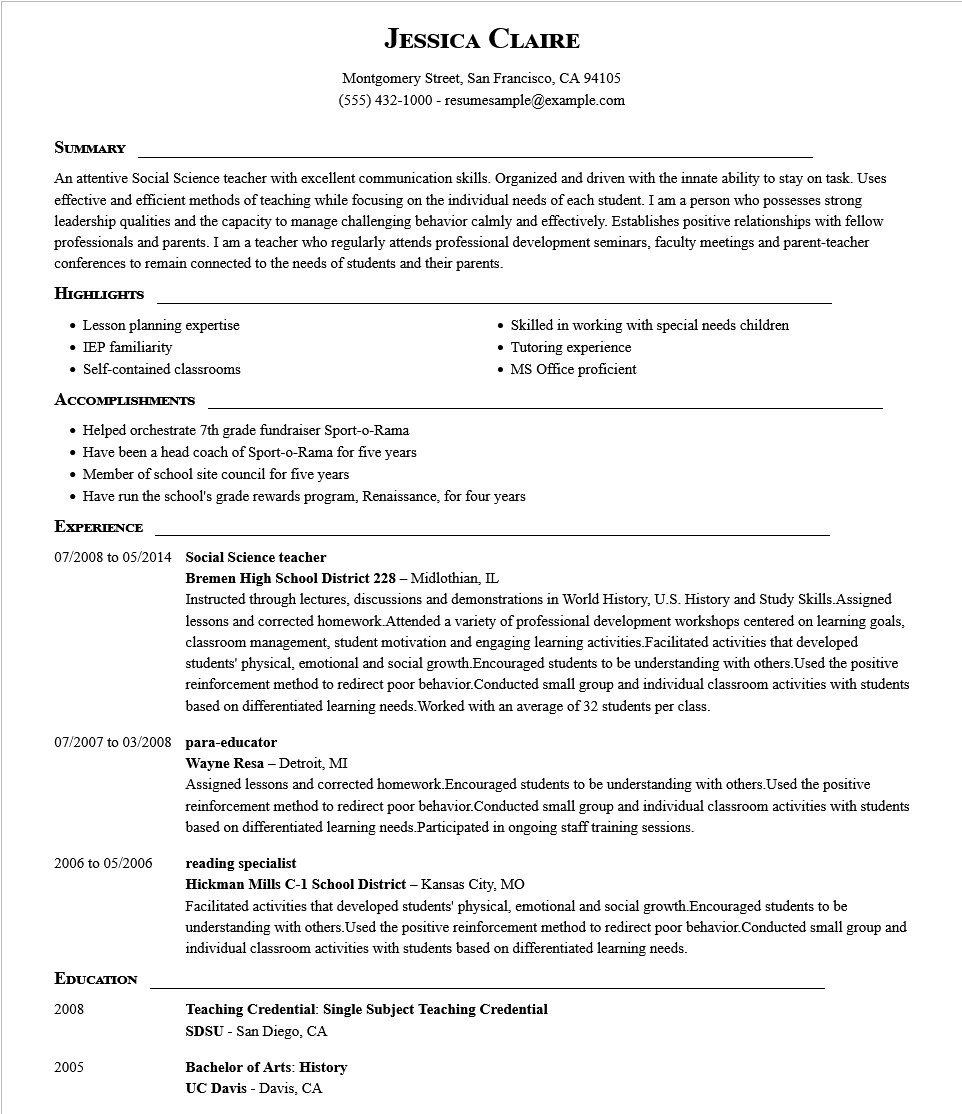 Jessica Claire
Montgomery Street, San Francisco, CA 94105
(555) 432-1000 - resumesample@example.com
Summary
An attentive Social Science teacher with excellent communication skills. Organized and driven with the innate ability to stay on task. Uses
effective and efficient methods of teaching while focusing on the individual needs of each student. I am a person who possesses strong
leadership qualities and the capacity to manage challenging behavior calmly and effectively. Establishes positive relationships with fellow
professionals and parents. I am a teacher who regularly attends professional development seminars, faculty meetings and parent-teacher
conferences to remain connected to the needs of students and their parents.
Highlights
• Lesson planning expertise
• IEP familiarity
• Self-contained classrooms
• Skilled in working with special needs children
• Tutoring experience
• MS Office proficient
Accomplishments
• Helped orchestrate 7th grade fundraiser Sport-o-Rama
• Have been a head coach of Sport-o-Rama for five years
• Member of school site council for five years
• Have run the school's grade rewards program, Renaissance, for four years
Experience
07/2008 to 05/2014 Social Science teacher
Bremen High School District 228 – Midlothian, IL
Instructed through lectures, discussions and demonstrations in World History, U.S. History and Study Skills.Assigned
lessons and corrected homework.Attended a variety of professional development workshops centered on learning goals,
classroom management, student motivation and engaging learning activities.Facilitated activities that developed
students' physical, emotional and social growth.Encouraged students to be understanding with others.Used the positive
reinforcement method to redirect poor behavior.Conducted small group and individual classroom activities with students
based on differentiated learning needs.Worked with an average of 32 students per class.
07/2007 to 03/2008 para-educator
Wayne Resa – Detroit, MI
Assigned lessons and corrected homework.Encouraged students to be understanding with others.Used the positive
reinforcement method to redirect poor behavior.Conducted small group and individual classroom activities with students
based on differentiated learning needs.Participated in ongoing staff training sessions.
2006 to 05/2006 reading specialist
Hickman Mills C-1 School District – Kansas City, MO
Facilitated activities that developed students' physical, emotional and social growth.Encouraged students to be
understanding with others.Used the positive reinforcement method to redirect poor behavior.Conducted small group and
individual classroom activities with students based on differentiated learning needs.
Education
2008 Teaching Credential: Single Subject Teaching Credential
SDSU - San Diego, CA
2005 Bachelor of Arts: History
UC Davis - Davis, CA